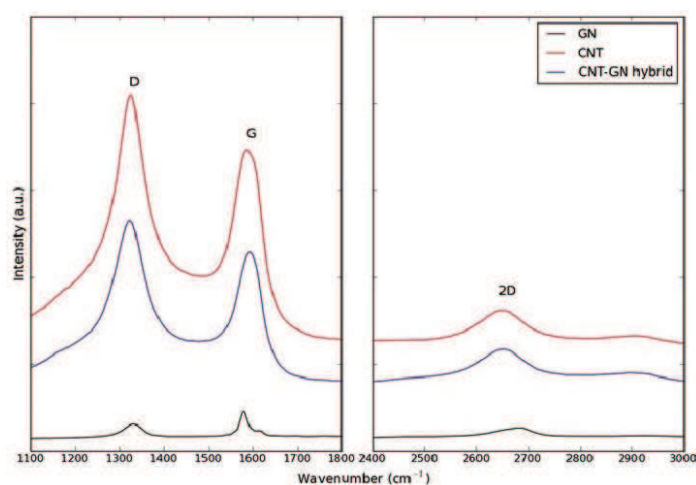 GN
CNT
CNT-GN hybrid
D
G
2D
Intensity (a.u.)
1100 1200 1300 1400 1500 1600 1700 1800 2400 2500 2600 2700 2800 2900 3000
Wavenumber (cm⁻¹)